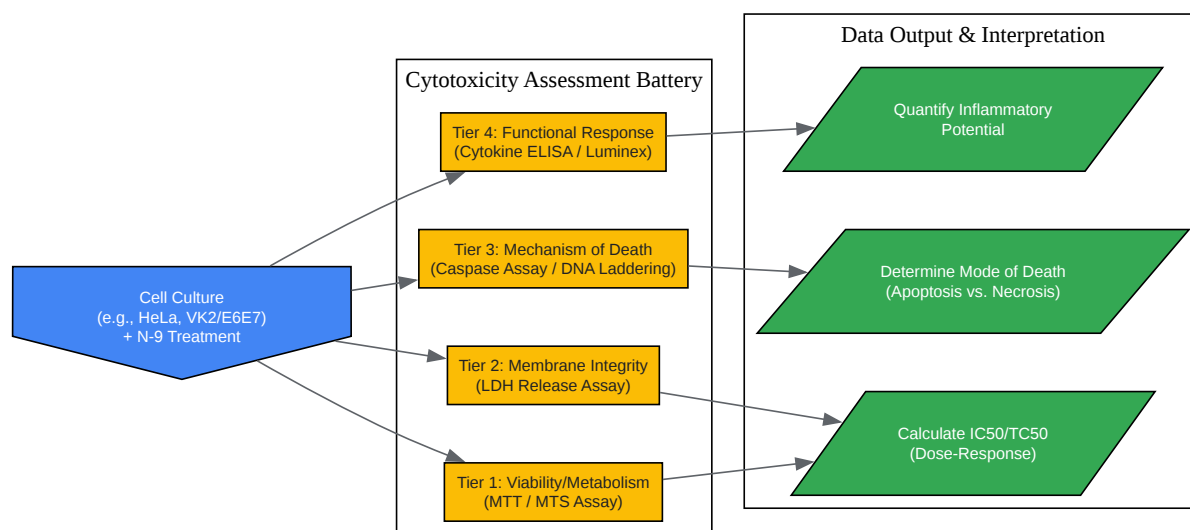 Data Output & Interpretation
Cytotoxicity Assessment Battery
Quantify Inflammatory
Potential
Tier 4: Functional Response
(Cytokine ELISA / Luminex)
Tier 3: Mechanism of Death
(Caspase Assay / DNA Laddering)
Determine Mode of Death
(Apoptosis vs. Necrosis)
Cell Culture
(e.g., HeLa, VK2/E6E7)
+ N-9 Treatment
Tier 2: Membrane Integrity
(LDH Release Assay)
Calculate IC50/TC50
(Dose-Response)
Tier 1: Viability/Metabolism
(MTT / MTS Assay)